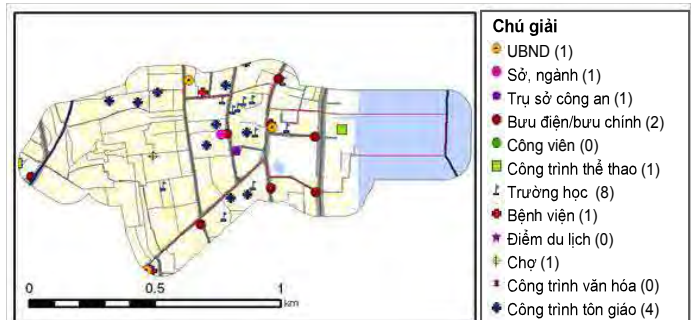 Chú giải
UBND (1)
Sở, ngành (1)
Trụ sở công an (1)
Bưu điện/bưu chính (2)
Công viên (0)
Công trình thể thao (1)
Trường học (8)
Bệnh viện (1)
Điểm du lịch (0)
Chợ (1)
Công trình văn hóa (0)
Công trình tôn giáo (4)
0 0.5 1
km